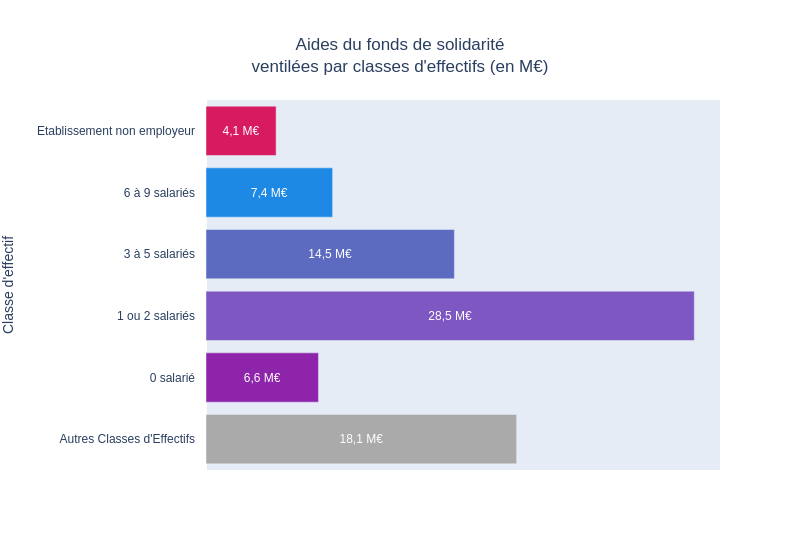 Aides du fonds de solidarité
ventilées par classes d'effectifs (en M€)
Classe d'effectif
Etablissement non employeur
4,1 M€
6 à 9 salariés
7,4 M€
3 à 5 salariés
14,5 M€
1 ou 2 salariés
28,5 M€
0 salarié
6,6 M€
Autres Classes d'Effectifs
18,1 M€